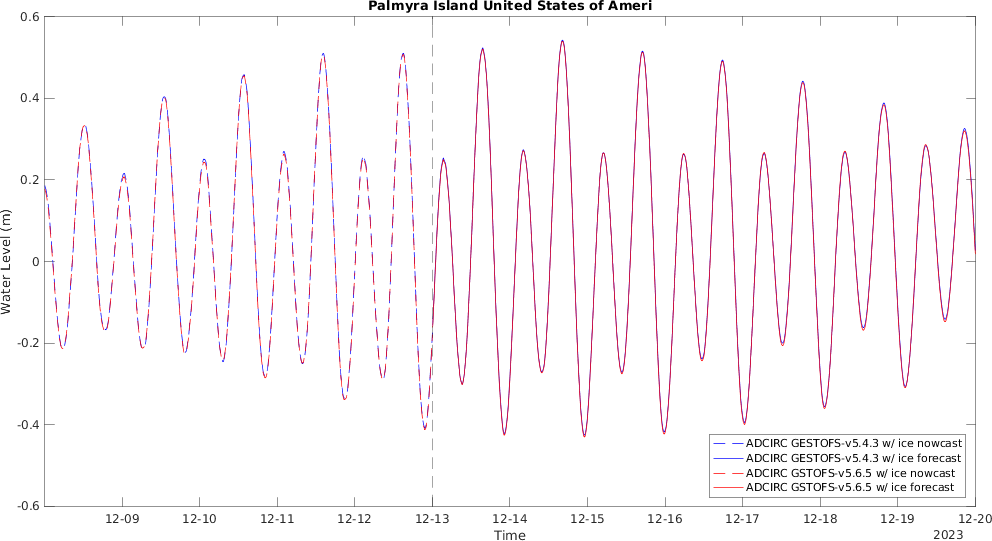 Palmyra Island United States of Ameri
Water Level (m)
0.6
0.4
0.2
0
-0.2
-0.4
-0.6
ADCIRC GESTOFS-v5.4.3 w/ ice nowcast
ADCIRC GESTOFS-v5.4.3 w/ ice forecast
ADCIRC GSTOFS-v5.6.5 w/ ice nowcast
ADCIRC GSTOFS-v5.6.5 w/ ice forecast
12-09 12-10 12-11 12-12 12-13 12-14 12-15 12-16 12-17 12-18 12-19 12-20
Time
2023